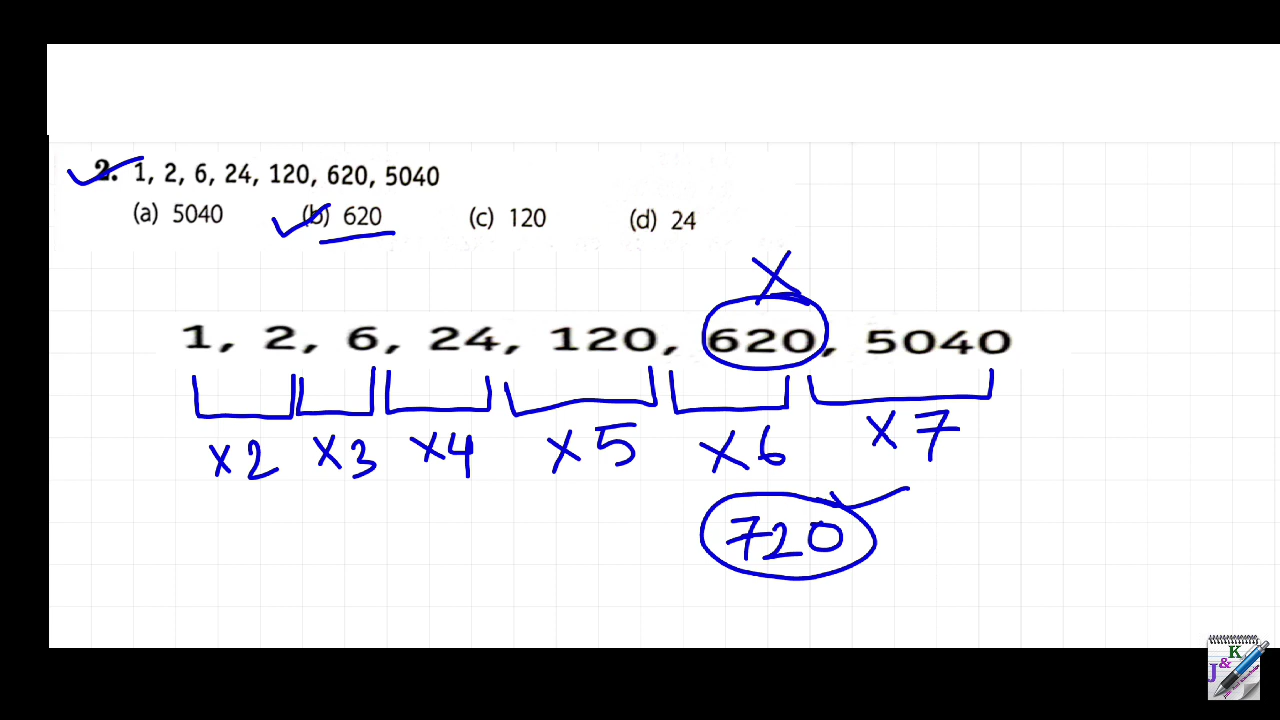 2. 1, 2, 6, 24, 120, 620, 5040
(a) 5040 (b) 620 (c) 120 (d) 24
X
1, 2, 6, 24, 120, 620, 5040
x2 x3 x4 x5 x6 x7
720
J&K